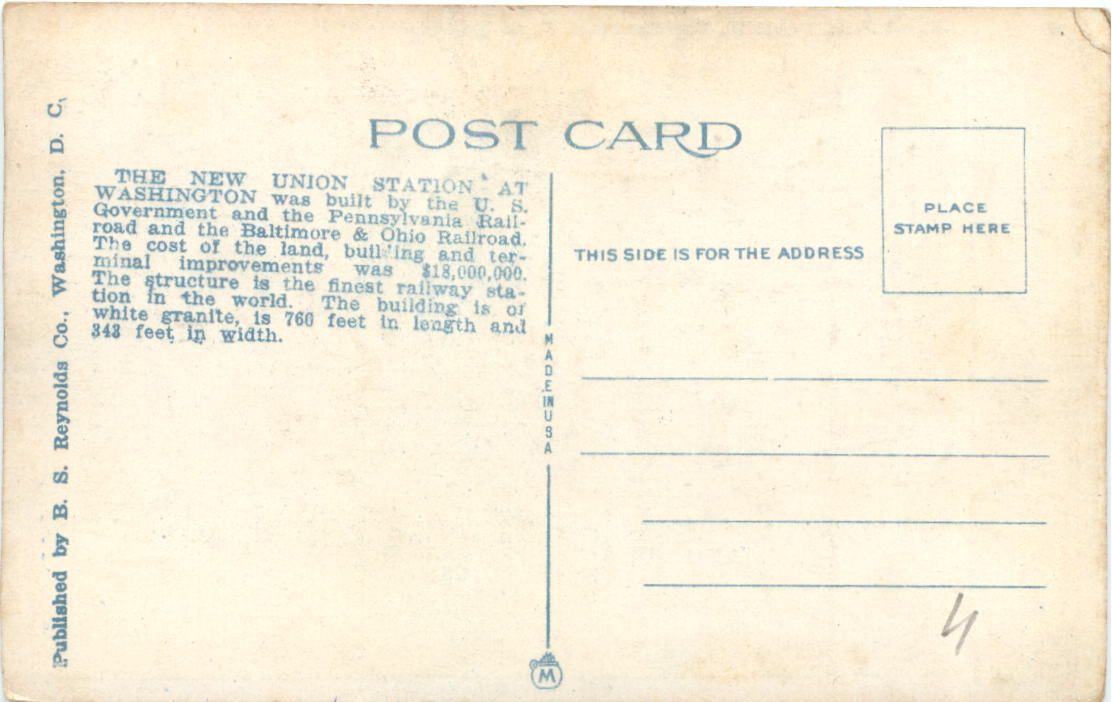 POST CARD
THE NEW UNION STATION AT
WASHINGTON was built by the U. S.
Government and the Pennsylvania Rail-
road and the Baltimore & Ohio Railroad.
The cost of the land, building and ter-
minal improvements was $18,000,000.
The structure is the finest railway sta-
tion in the world. The building is of
white granite, is 760 feet in length and
343 feet in width.
Published by B. S. Reynolds Co., Washington, D. C.
MADE IN USA
M
THIS SIDE IS FOR THE ADDRESS
PLACE
STAMP HERE
4